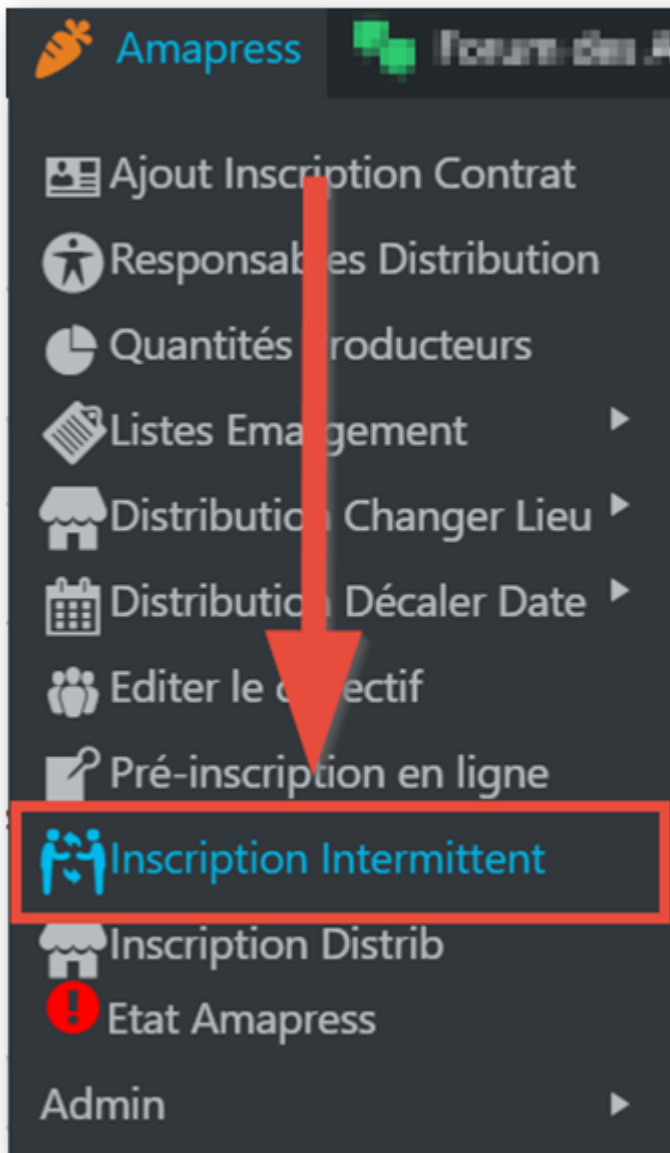 Amapress
Ajout Inscription Contrat
Responsables Distribution
Quantités Producteurs
Listes Emargement
Distribution Changer Lieu
Distribution Décaler Date
Editer le collectif
Pré-inscription en ligne
Inscription Intermittent
Inscription Distrib
Etat Amapress
Admin